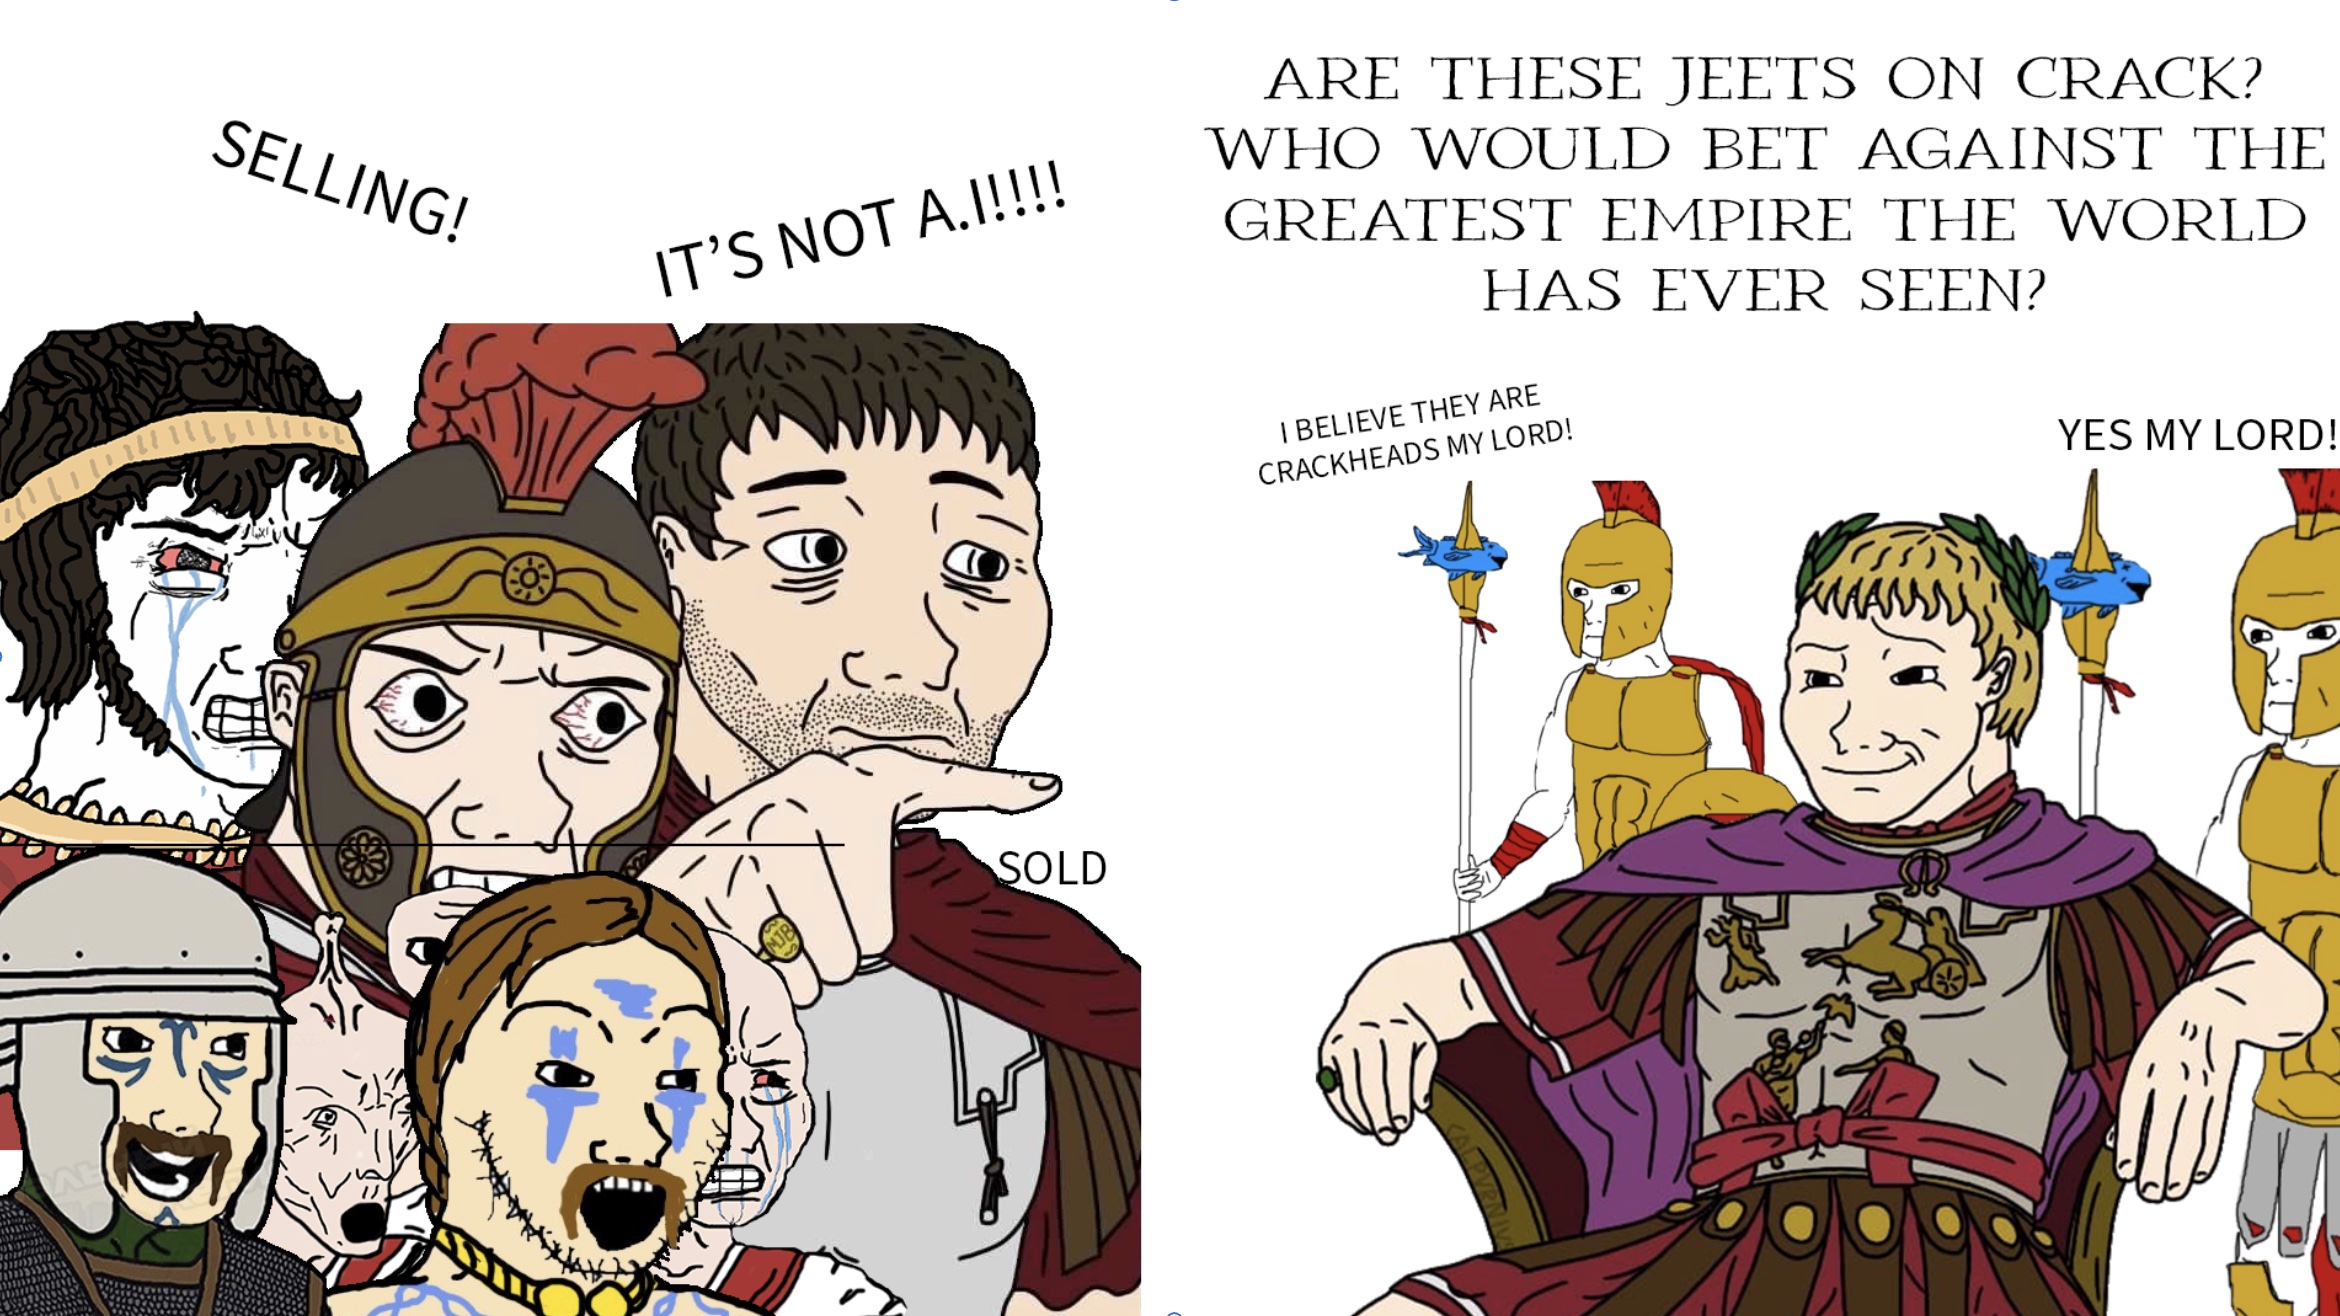 SELLING!
IT'S NOT A.I!!!!
SOLD
ARE THESE JEETS ON CRACK?
WHO WOULD BET AGAINST THE
GREATEST EMPIRE THE WORLD
HAS EVER SEEN?
I BELIEVE THEY ARE
CRACKHEADS MY LORD!
YES MY LORD!
MJB